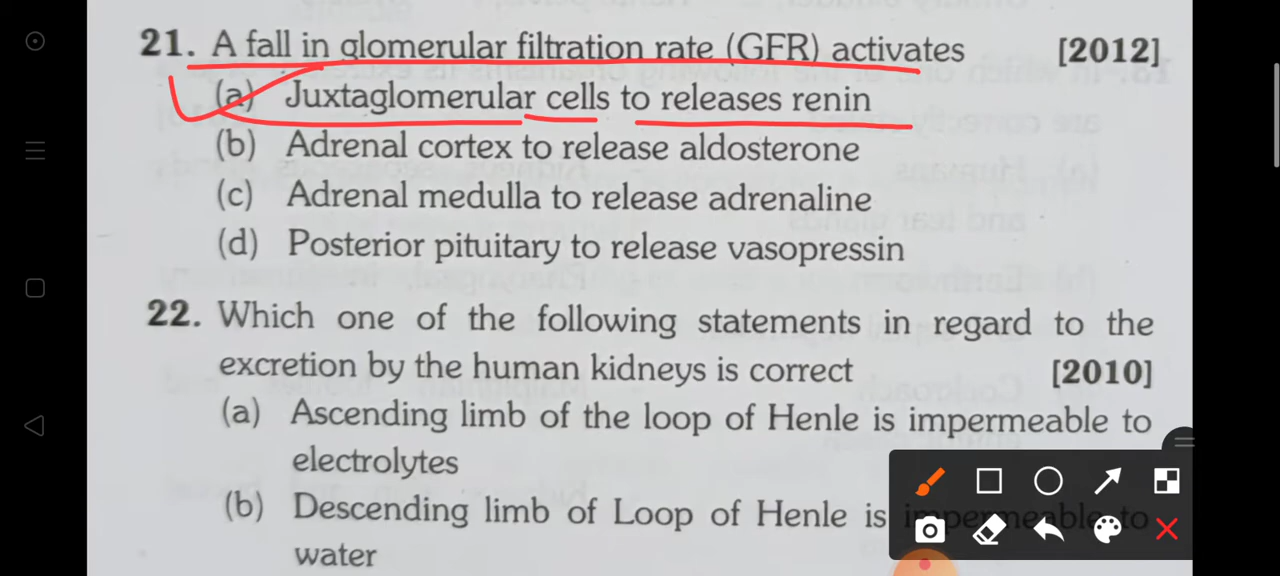 21. A fall in glomerular filtration rate (GFR) activates [2012]
(a) Juxtaglomerular cells to releases renin
(b) Adrenal cortex to release aldosterone
(c) Adrenal medulla to release adrenaline
(d) Posterior pituitary to release vasopressin
22. Which one of the following statements in regard to the
excretion by the human kidneys is correct [2010]
(a) Ascending limb of the loop of Henle is impermeable to
electrolytes
(b) Descending limb of Loop of Henle is impermeable to
water